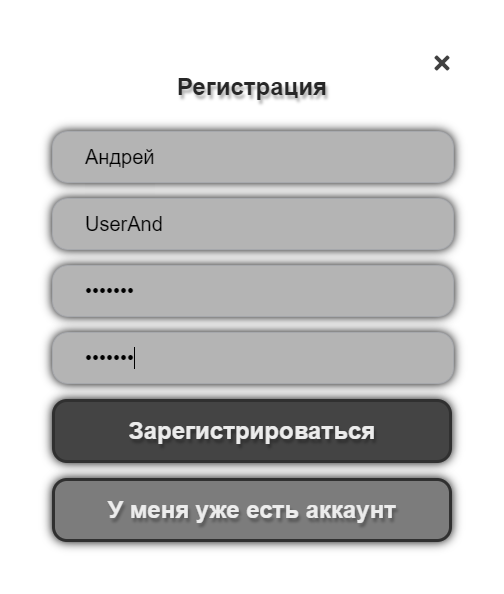 Регистрация
Андрей
UserAnd
•••••••
•••••••
Зарегистрироваться
У меня уже есть аккаунт